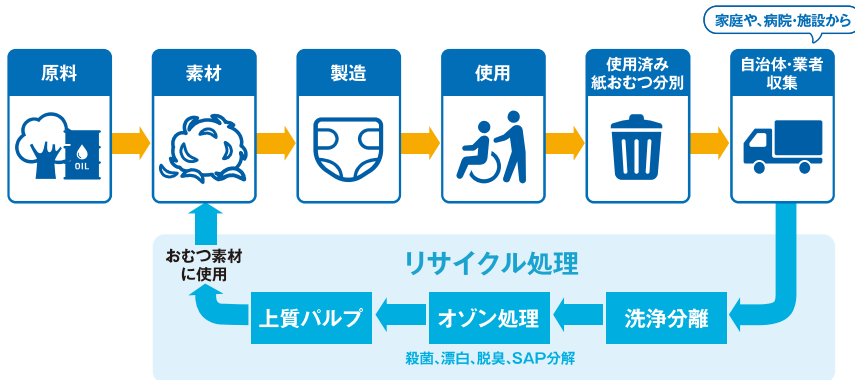 家庭や、病院・施設から
原料
素材
製造
使用
使用済み
紙おむつ分別
自治体・業者
収集
OIL
おむつ素材
に使用
リサイクル処理
上質パルプ
オゾン処理
洗浄分離
殺菌、漂白、脱臭、SAP分解